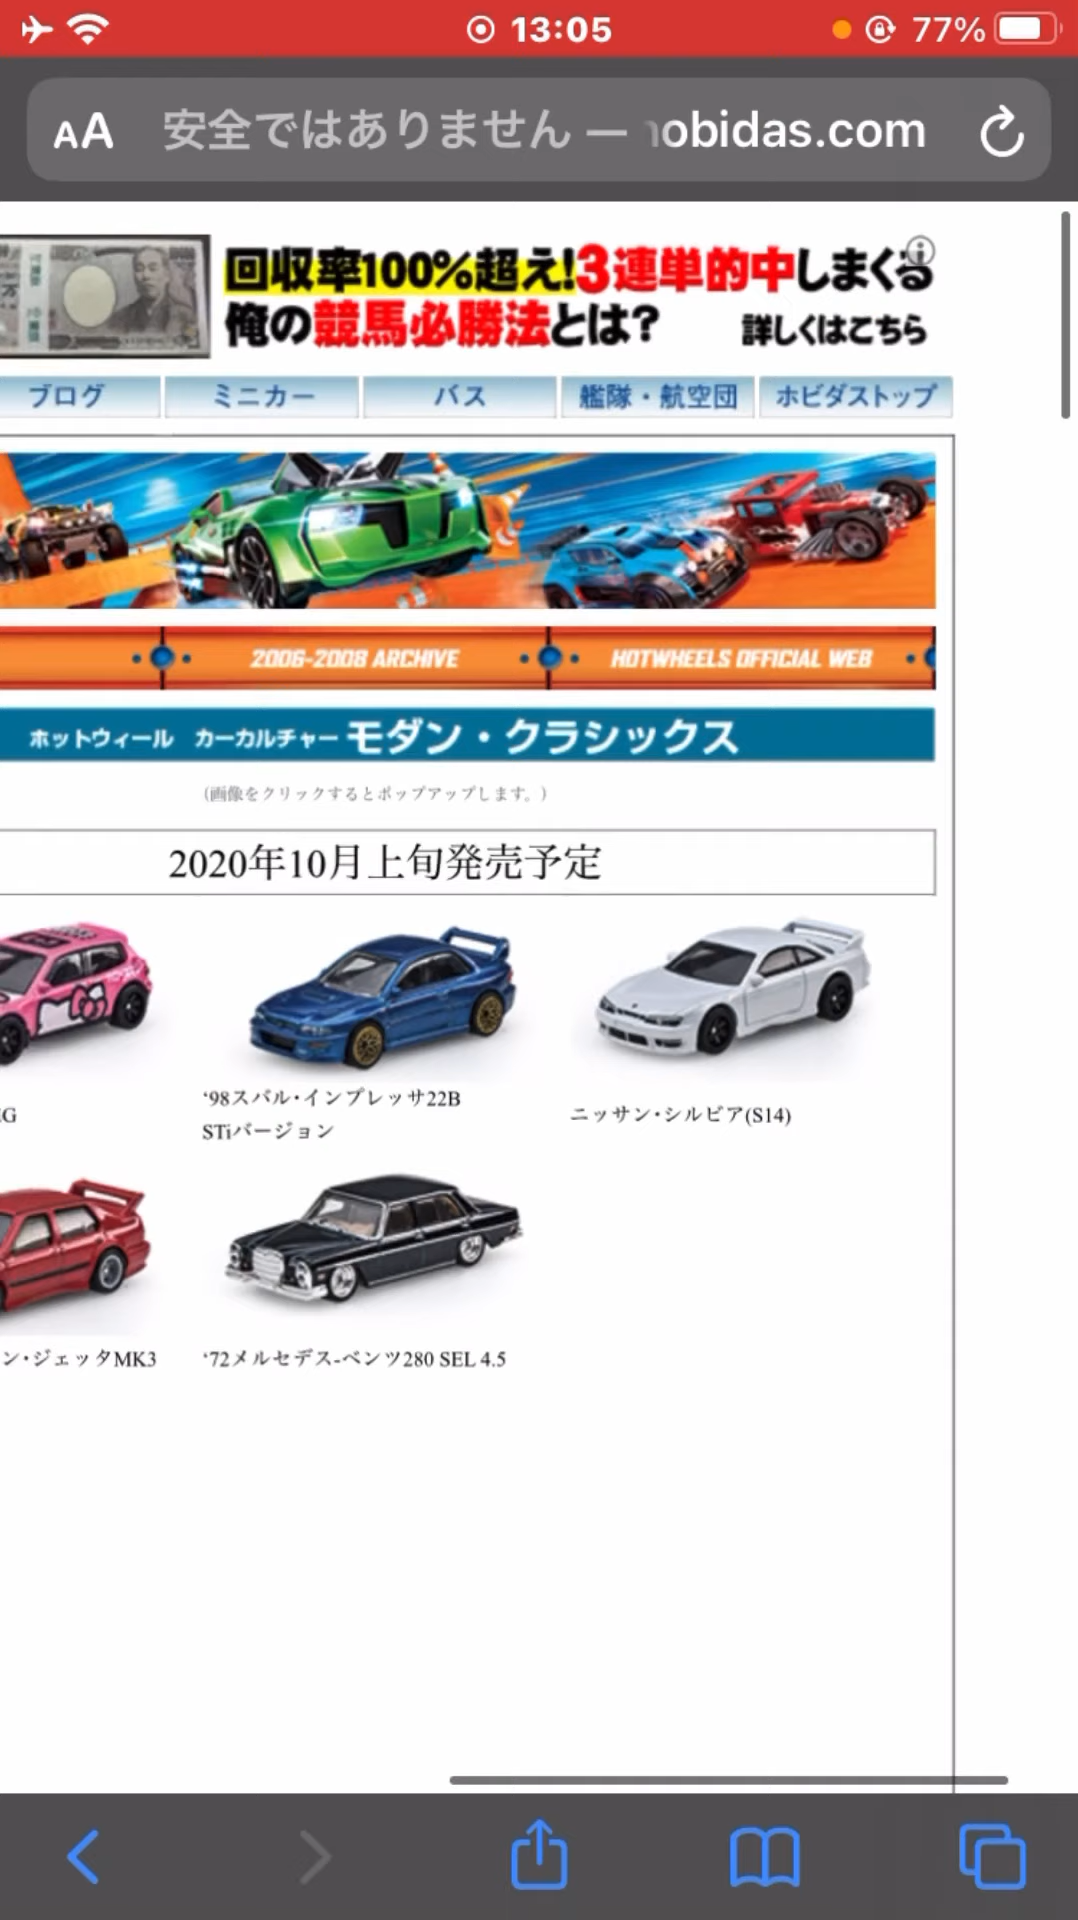 13:05
77%
AA
安全ではありません — hobidas.com
回収率100%超え!3連単的中しまくる
俺の競馬必勝法とは?
詳しくはこちら
ブログ
ミニカー
バス
艦隊・航空団
ホビダストップ
2006-2008 ARCHIVE
HOTWHEELS OFFICIAL WEB
ホットウィール カーカルチャー モダン・クラシックス
(画像をクリックするとポップアップします。)
2020年10月上旬発売予定
G
'98スバル・インプレッサ22B
STiバージョン
ニッサン・シルビア(S14)
ン・ジェッタMK3
'72メルセデス-ベンツ280 SEL 4.5